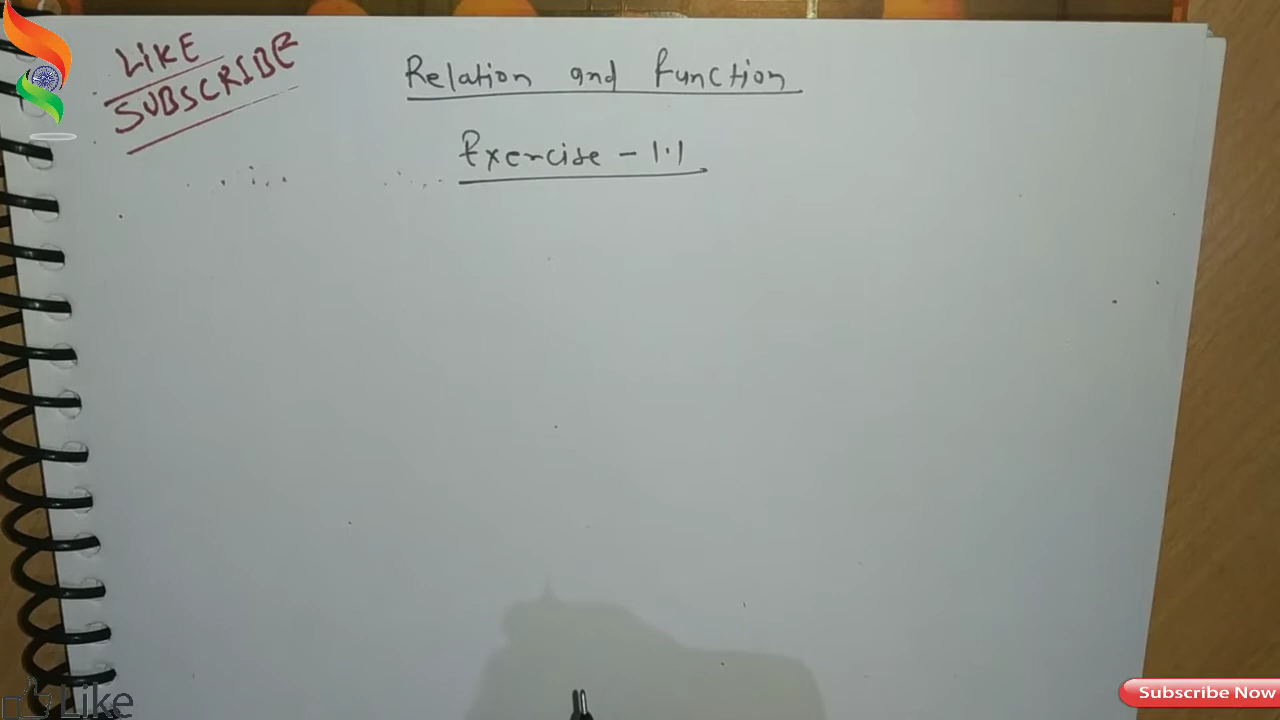 LIKE
SUBSCRIBE
Relation and function
Exercise - 1.1
Like
Subscribe Now